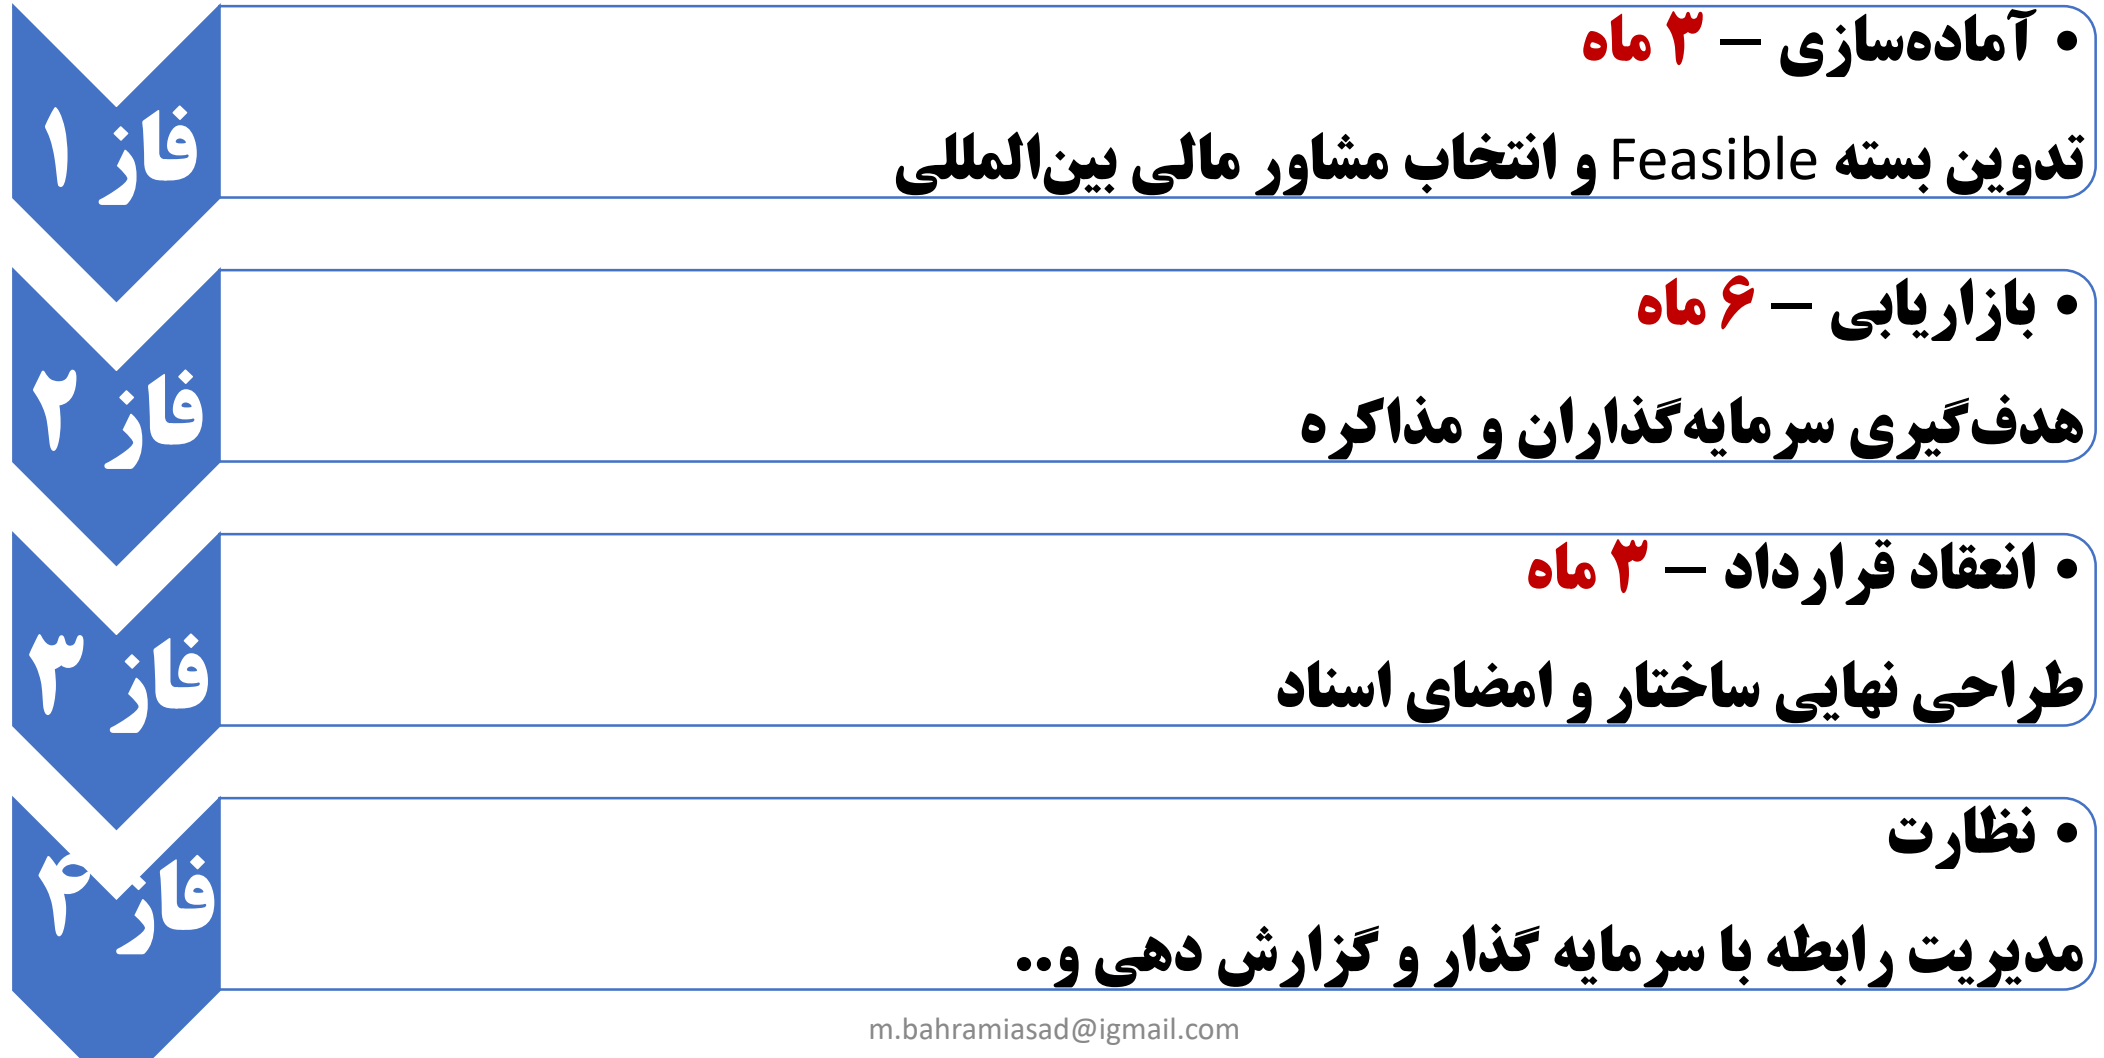 فاز ۱
• آماده‌سازی – ۳ ماه
تدوین بسته Feasible و انتخاب مشاور مالی بین‌المللی
فاز ۲
• بازاریابی – ۶ ماه
هدف‌گیری سرمایه‌گذاران و مذاکره
فاز ۳
• انعقاد قرارداد – ۳ ماه
طراحی نهایی ساختار و امضای اسناد
فاز ۴
• نظارت
مدیریت رابطه با سرمایه گذار و گزارش دهی و..
m.bahramiasad@igmail.com